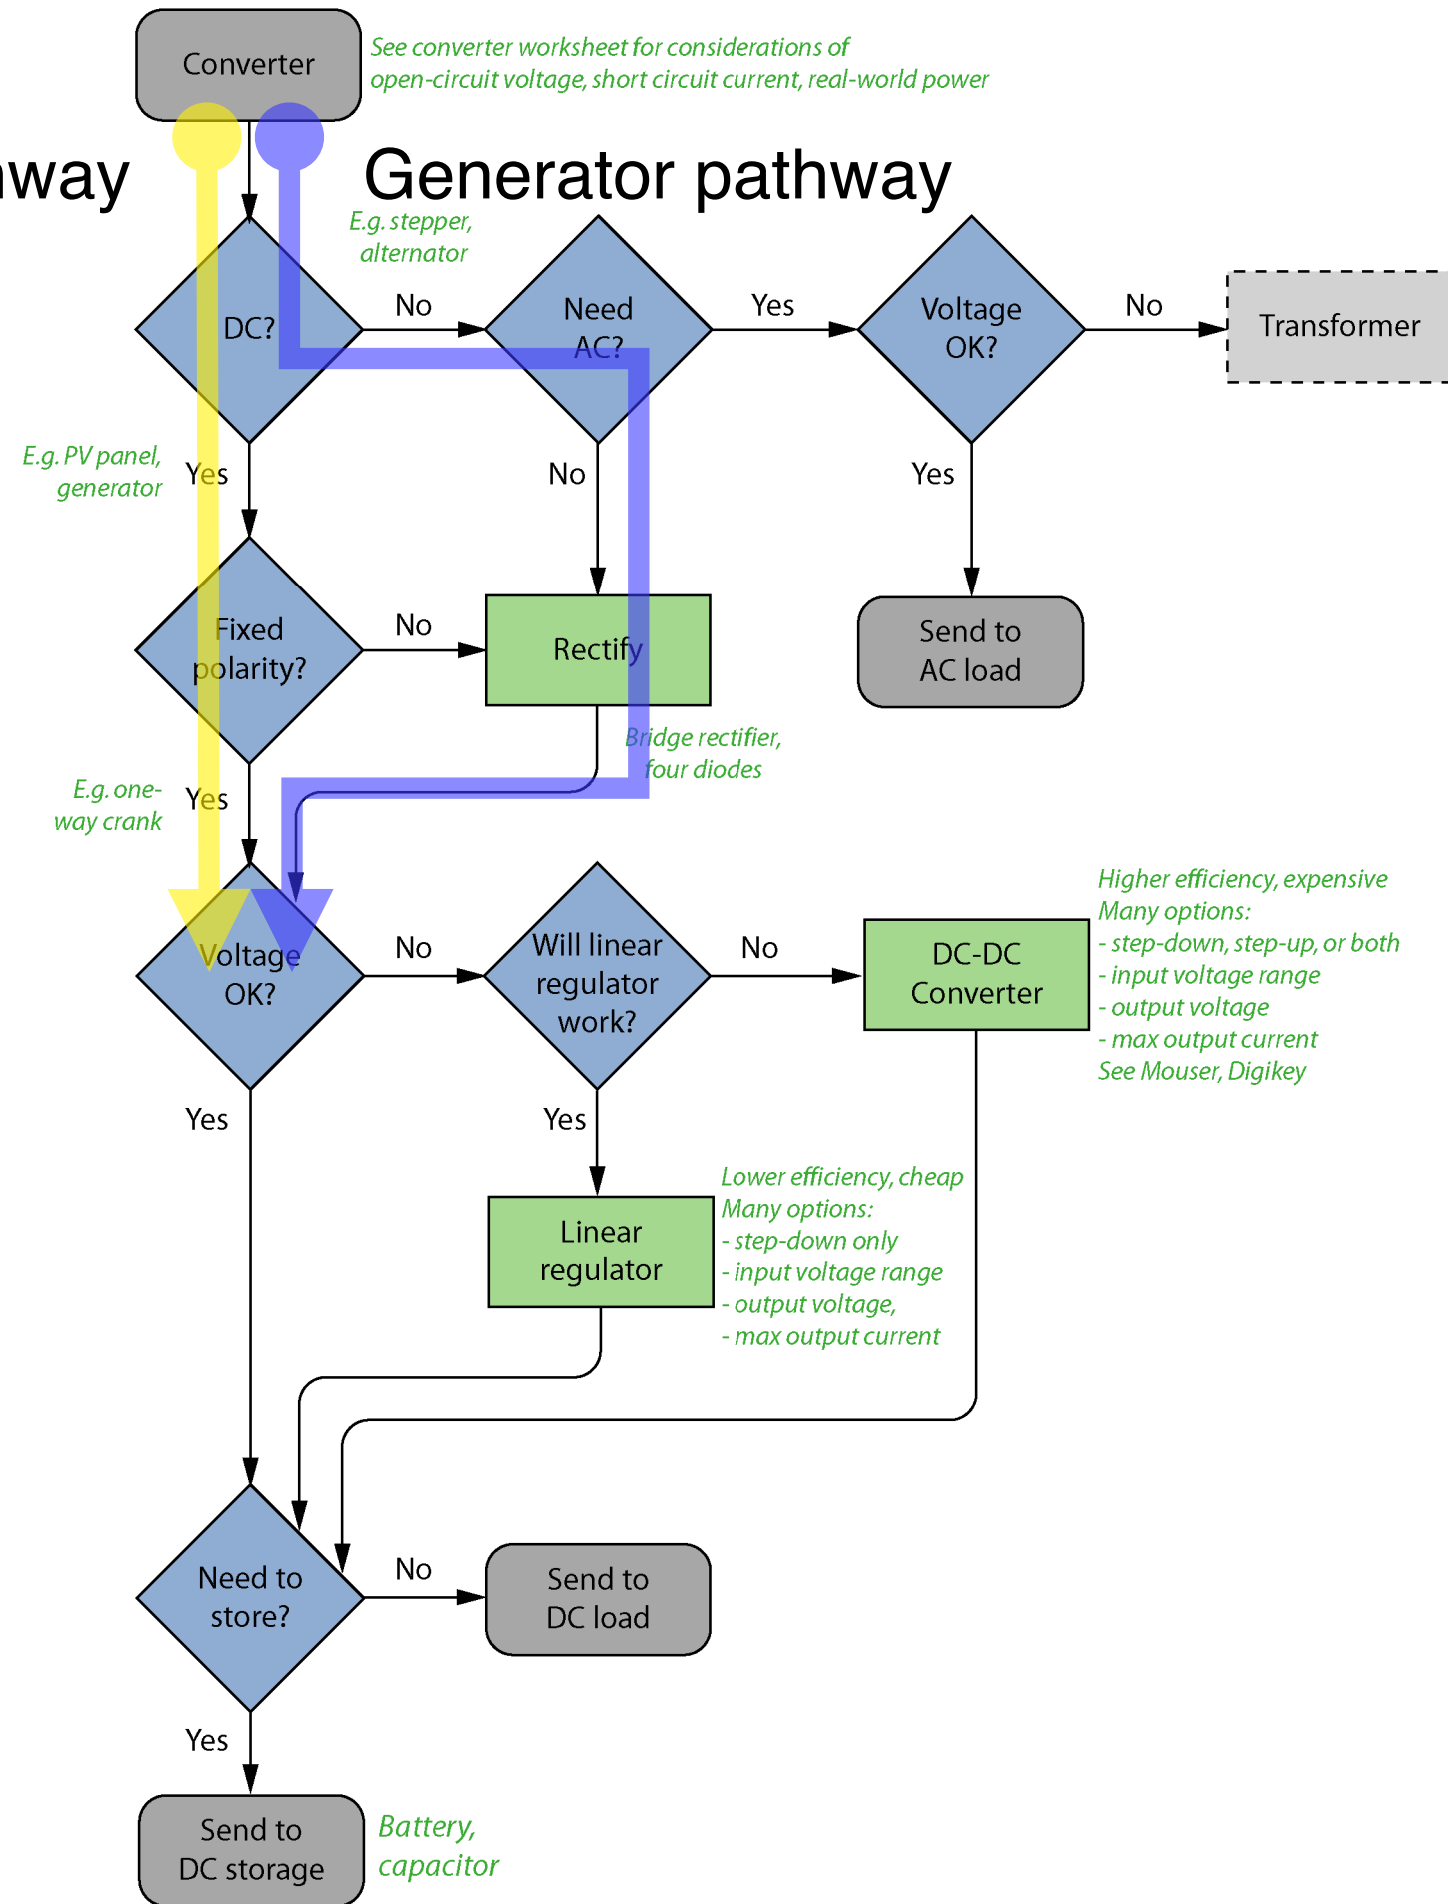 Converter
See converter worksheet for considerations of
open-circuit voltage, short circuit current, real-world power
way
Generator pathway
E.g. stepper,
alternator
DC?
No
Need
AC?
Yes
Voltage
OK?
No
Transformer
E.g. PV panel,
generator
Yes
No
Yes
Fixed
polarity?
No
Rectify
Send to
AC load
Bridge rectifier,
four diodes
E.g. one-
way crank
Yes
Voltage
OK?
No
Will linear
regulator
work?
No
DC-DC
Converter
Higher efficiency, expensive
Many options:
- step-down, step-up, or both
- input voltage range
- output voltage
- max output current
See Mouser, Digikey
Yes
Yes
Linear
regulator
Lower efficiency, cheap
Many options:
- step-down only
- input voltage range
- output voltage,
- max output current
Need to
store?
No
Send to
DC load
Yes
Send to
DC storage
Battery,
capacitor